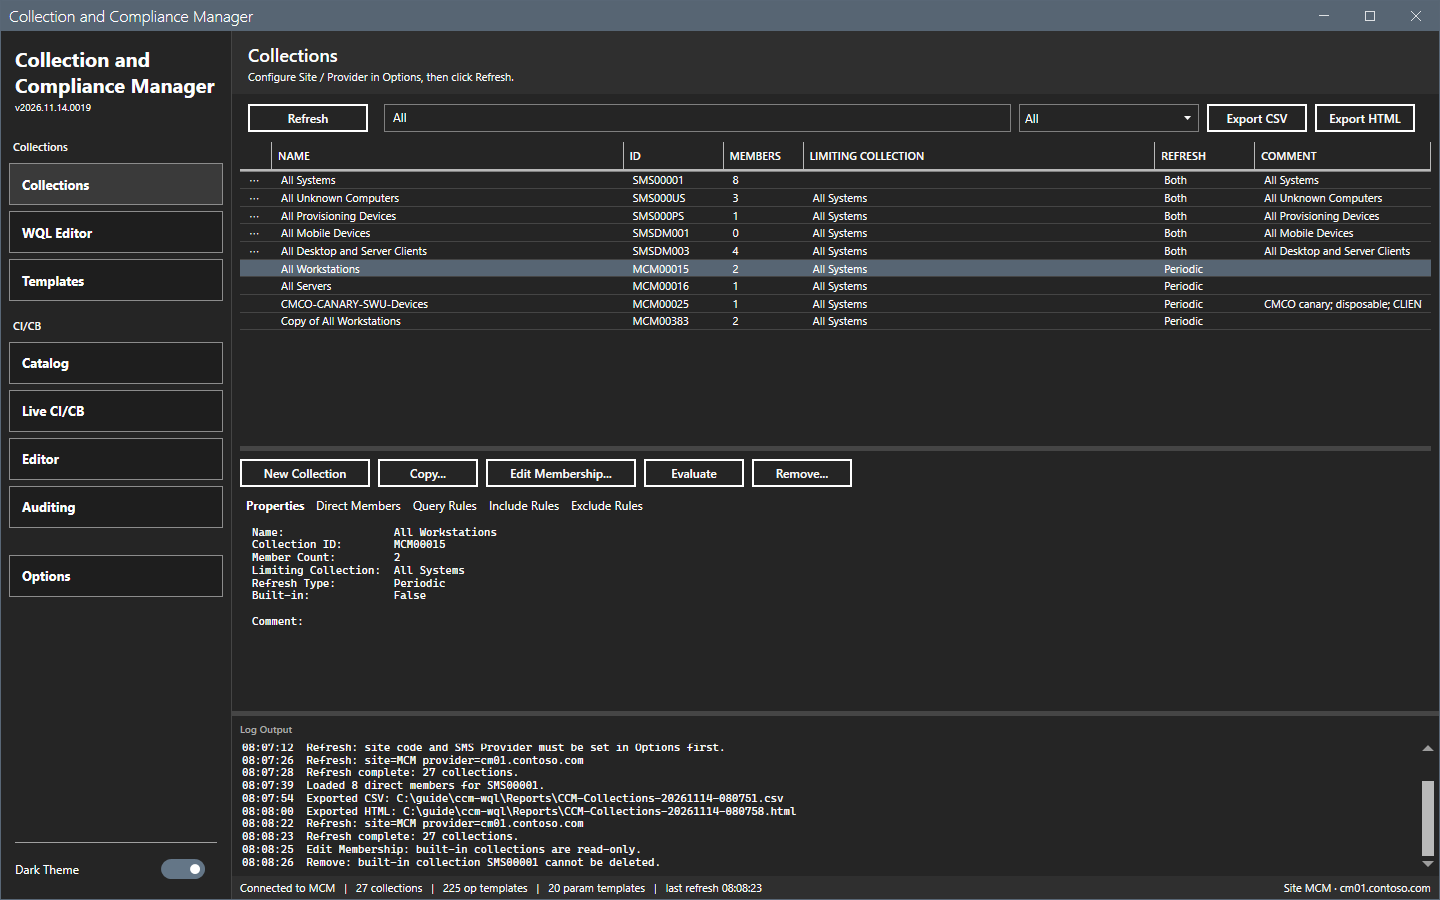 Collection and Compliance Manager
Collection and
Compliance Manager
v2026.11.14.0019
Collections
Collections
WQL Editor
Templates
CI/CB
Catalog
Live CI/CB
Editor
Auditing
Options
Dark Theme
Collections
Configure Site / Provider in Options, then click Refresh.
Refresh
All
All
Export CSV
Export HTML
NAME ID MEMBERS LIMITING COLLECTION REFRESH COMMENT
... All Systems SMS00001 8 Both All Systems
... All Unknown Computers SMS000US 3 All Systems Both All Unknown Computers
... All Provisioning Devices SMS000PS 1 All Systems Both All Provisioning Devices
... All Mobile Devices SMSDM001 0 All Systems Both All Mobile Devices
... All Desktop and Server Clients SMSDM003 4 All Systems Both All Desktop and Server Clients
All Workstations MCM00015 2 All Systems Periodic
All Servers MCM00016 1 All Systems Periodic
CMCO-CANARY-SWU-Devices MCM00025 1 All Systems Periodic CMCO canary; disposable; CLIEN
Copy of All Workstations MCM00383 2 All Systems Periodic
New Collection
Copy...
Edit Membership...
Evaluate
Remove...
Properties Direct Members Query Rules Include Rules Exclude Rules
Name: All Workstations
Collection ID: MCM00015
Member Count: 2
Limiting Collection: All Systems
Refresh Type: Periodic
Built-in: False
Comment:
Log Output
08:07:12 Refresh: site code and SMS Provider must be set in Options first.
08:07:26 Refresh: site=MCM provider=cm01.contoso.com
08:07:28 Refresh complete: 27 collections.
08:07:39 Loaded 8 direct members for SMS00001.
08:07:54 Exported CSV: C:\guide\ccm-wql\Reports\CCM-Collections-20261114-080751.csv
08:08:00 Exported HTML: C:\guide\ccm-wql\Reports\CCM-Collections-20261114-080758.html
08:08:22 Refresh: site=MCM provider=cm01.contoso.com
08:08:23 Refresh complete: 27 collections.
08:08:25 Edit Membership: built-in collections are read-only.
08:08:26 Remove: built-in collection SMS00001 cannot be deleted.
Connected to MCM | 27 collections | 225 op templates | 20 param templates | last refresh 08:08:23
Site MCM · cm01.contoso.com